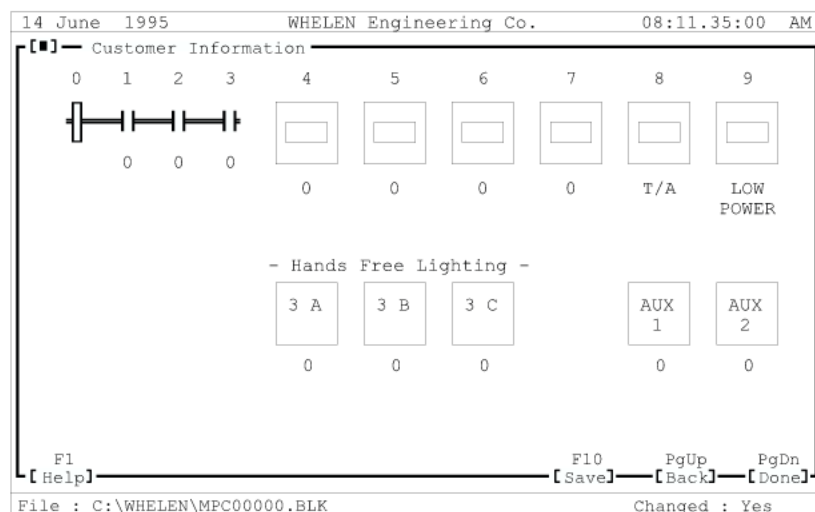 14 June 1995 WHELEN Engineering Co. 08:11.35:00 AM
[■] Customer Information
0 1 2 3 4 5 6 7 8 9
0 0 0
0 0 0 0 T/A LOW
POWER
- Hands Free Lighting -
3 A 3 B 3 C AUX AUX
1 2
0 0 0 0 0
F1 F10 PgUp PgDn
[Help] [Save] [Back] [Done]
File : C:\WHELEN\MPC00000.BLK Changed : Yes